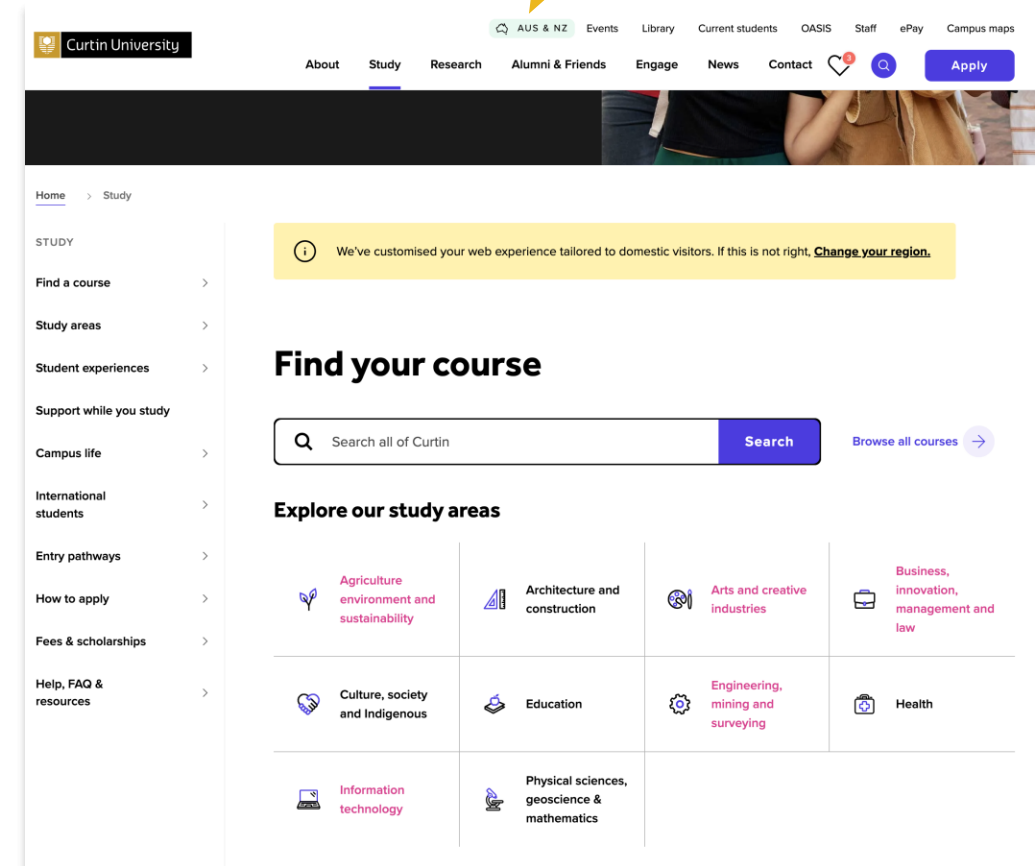 Curtin University
AUS & NZ Events Library Current students OASIS Staff ePay Campus maps
About Study Research Alumni & Friends Engage News Contact 3 Apply
Home > Study
STUDY
Find a course
Study areas
Student experiences
Support while you study
Campus life
International
students
Entry pathways
How to apply
Fees & scholarships
Help, FAQ &
resources
We've customised your web experience tailored to domestic visitors. If this is not right, Change your region.
Find your course
Search all of Curtin Search Browse all courses
Explore our study areas
Agriculture
environment and
sustainability
Architecture and
construction
Arts and creative
industries
Business,
innovation,
management and
law
Culture, society
and Indigenous
Education
Engineering,
mining and
surveying
Health
Information
technology
Physical sciences,
geoscience &
mathematics